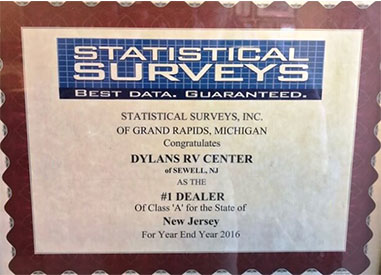 STATISTICAL
SURVEYS
BEST DATA. GUARANTEED.
STATISTICAL SURVEYS, INC.
OF GRAND RAPIDS, MICHIGAN
Congratulates
DYLANS RV CENTER
of SEWELL, NJ
AS THE
#1 DEALER
Of Class 'A' for the State of
New Jersey
For Year End Year 2016